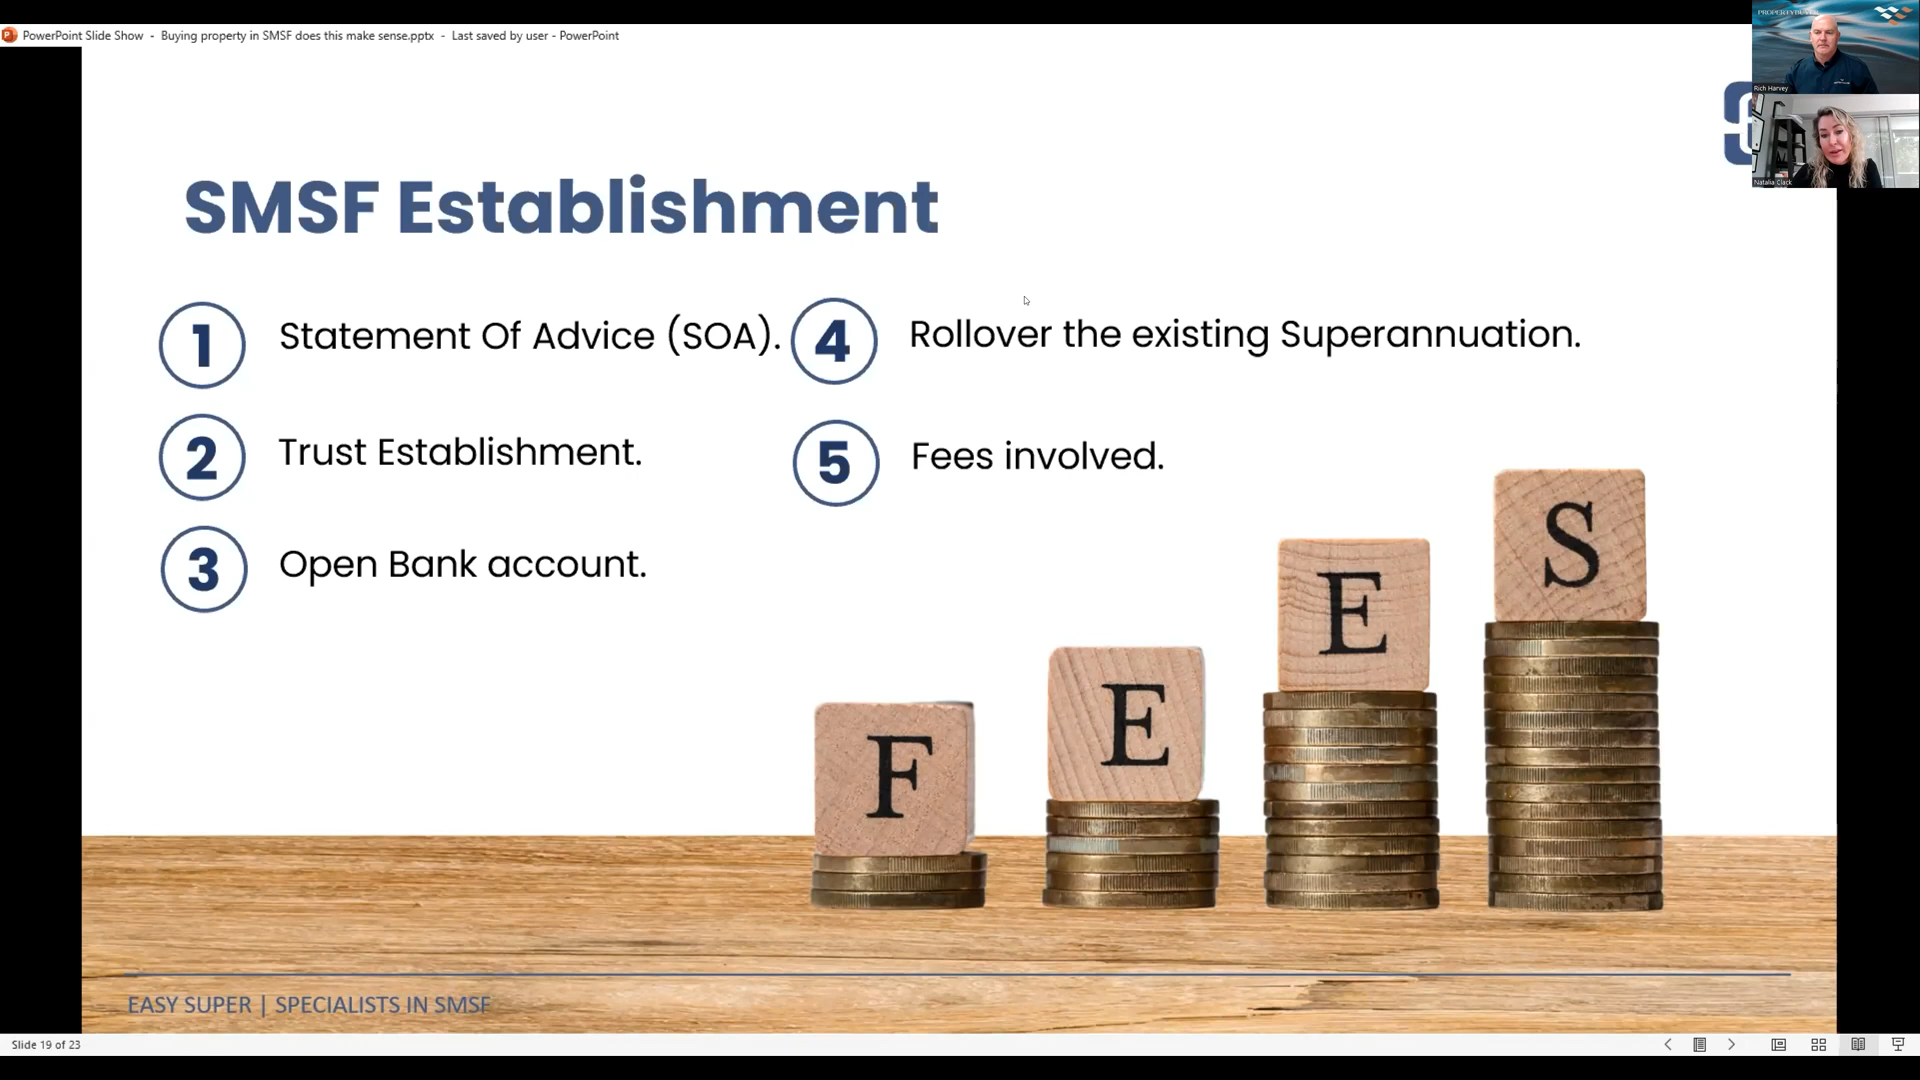 PowerPoint Slide Show - Buying property in SMSF does this make sense.pptx - Last saved by user - PowerPoint
Rich Harvey
Natalia Clack
SMSF Establishment
1 Statement Of Advice (SOA).
2 Trust Establishment.
3 Open Bank account.
4 Rollover the existing Superannuation.
5 Fees involved.
F E E S
EASY SUPER | SPECIALISTS IN SMSF
Slide 19 of 23